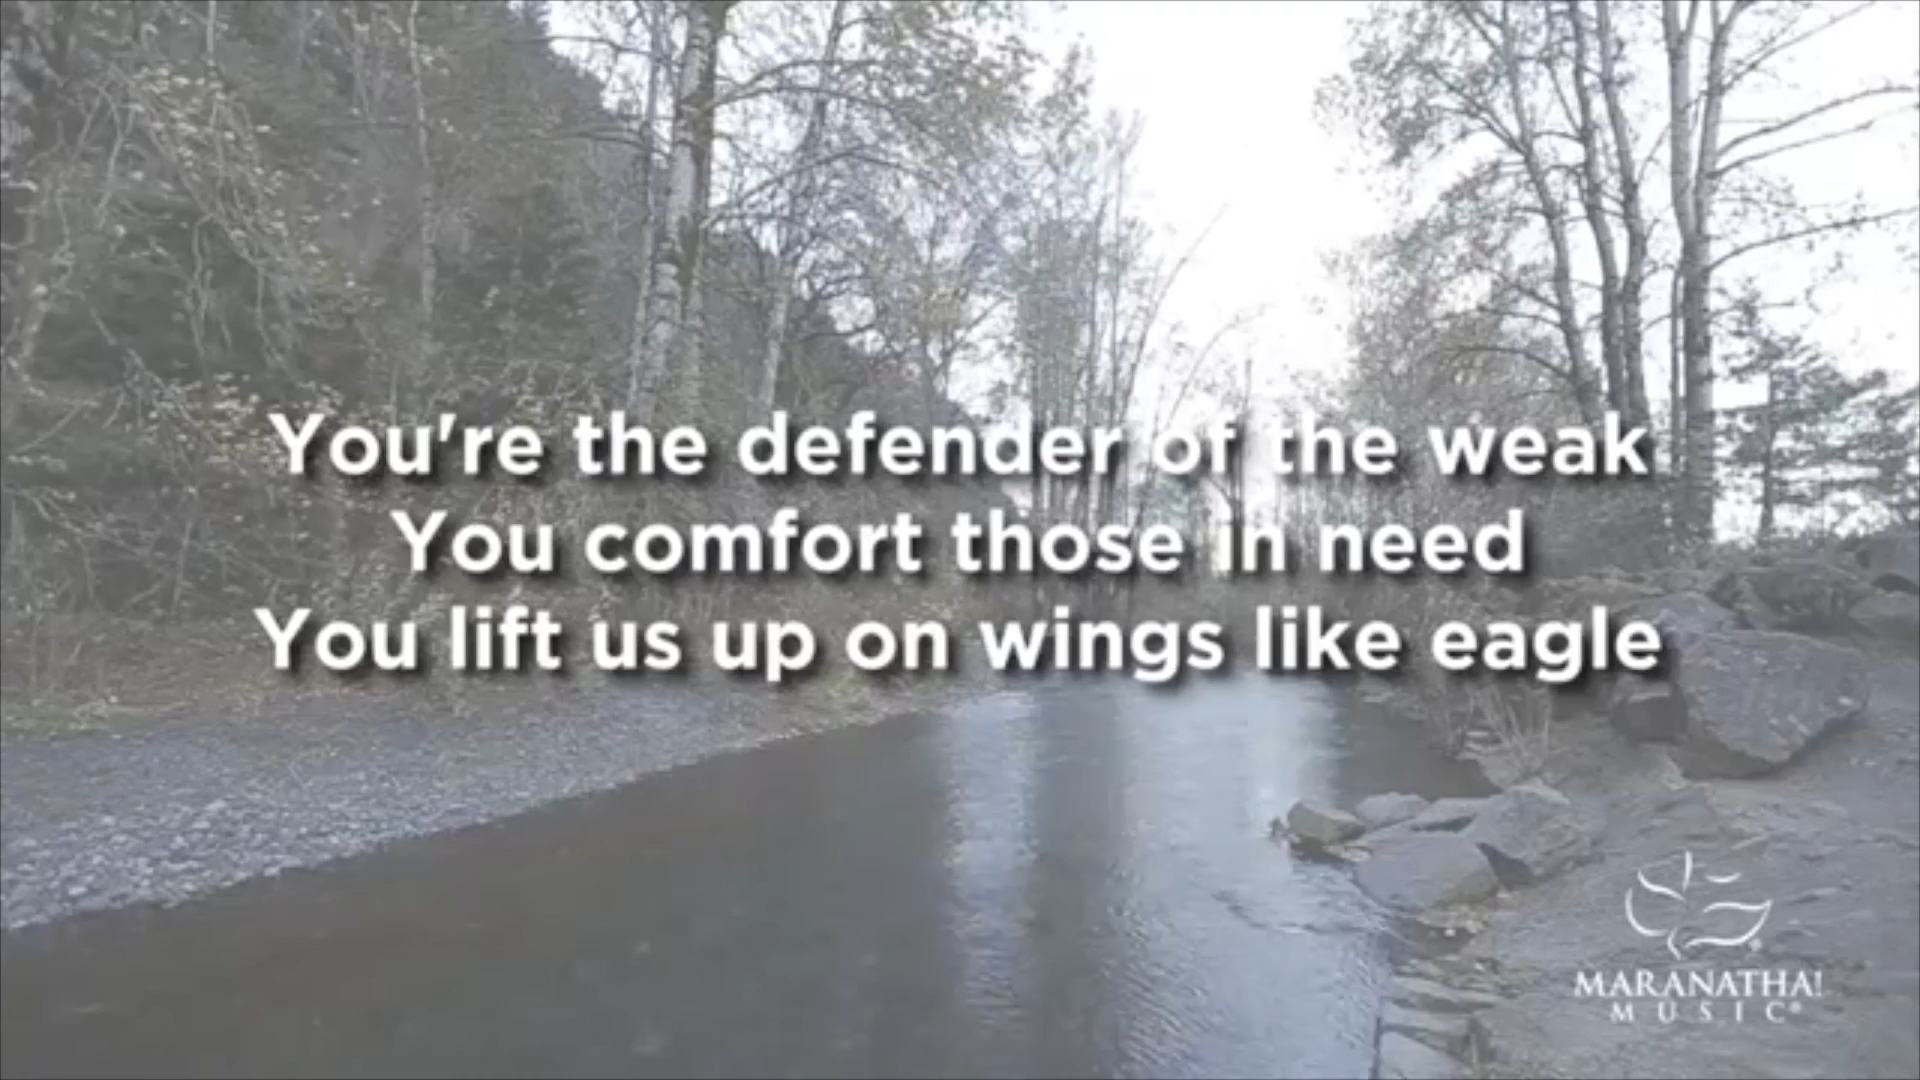 You're the defender of the weak
You comfort those in need
You lift us up on wings like eagle
MARANATHA!
MUSIC®